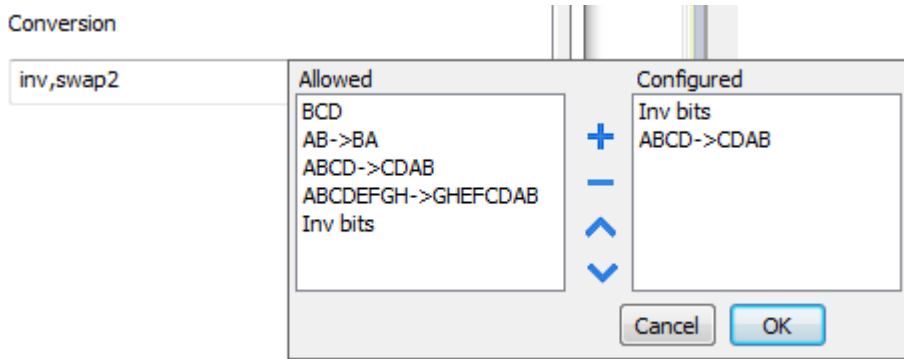 Conversion
inv,swap2
Allowed
BCD
AB->BA
ABCD->CDAB
ABCDEFGH->GHEFCDAB
Inv bits
Configured
Inv bits
ABCD->CDAB
Cancel
OK